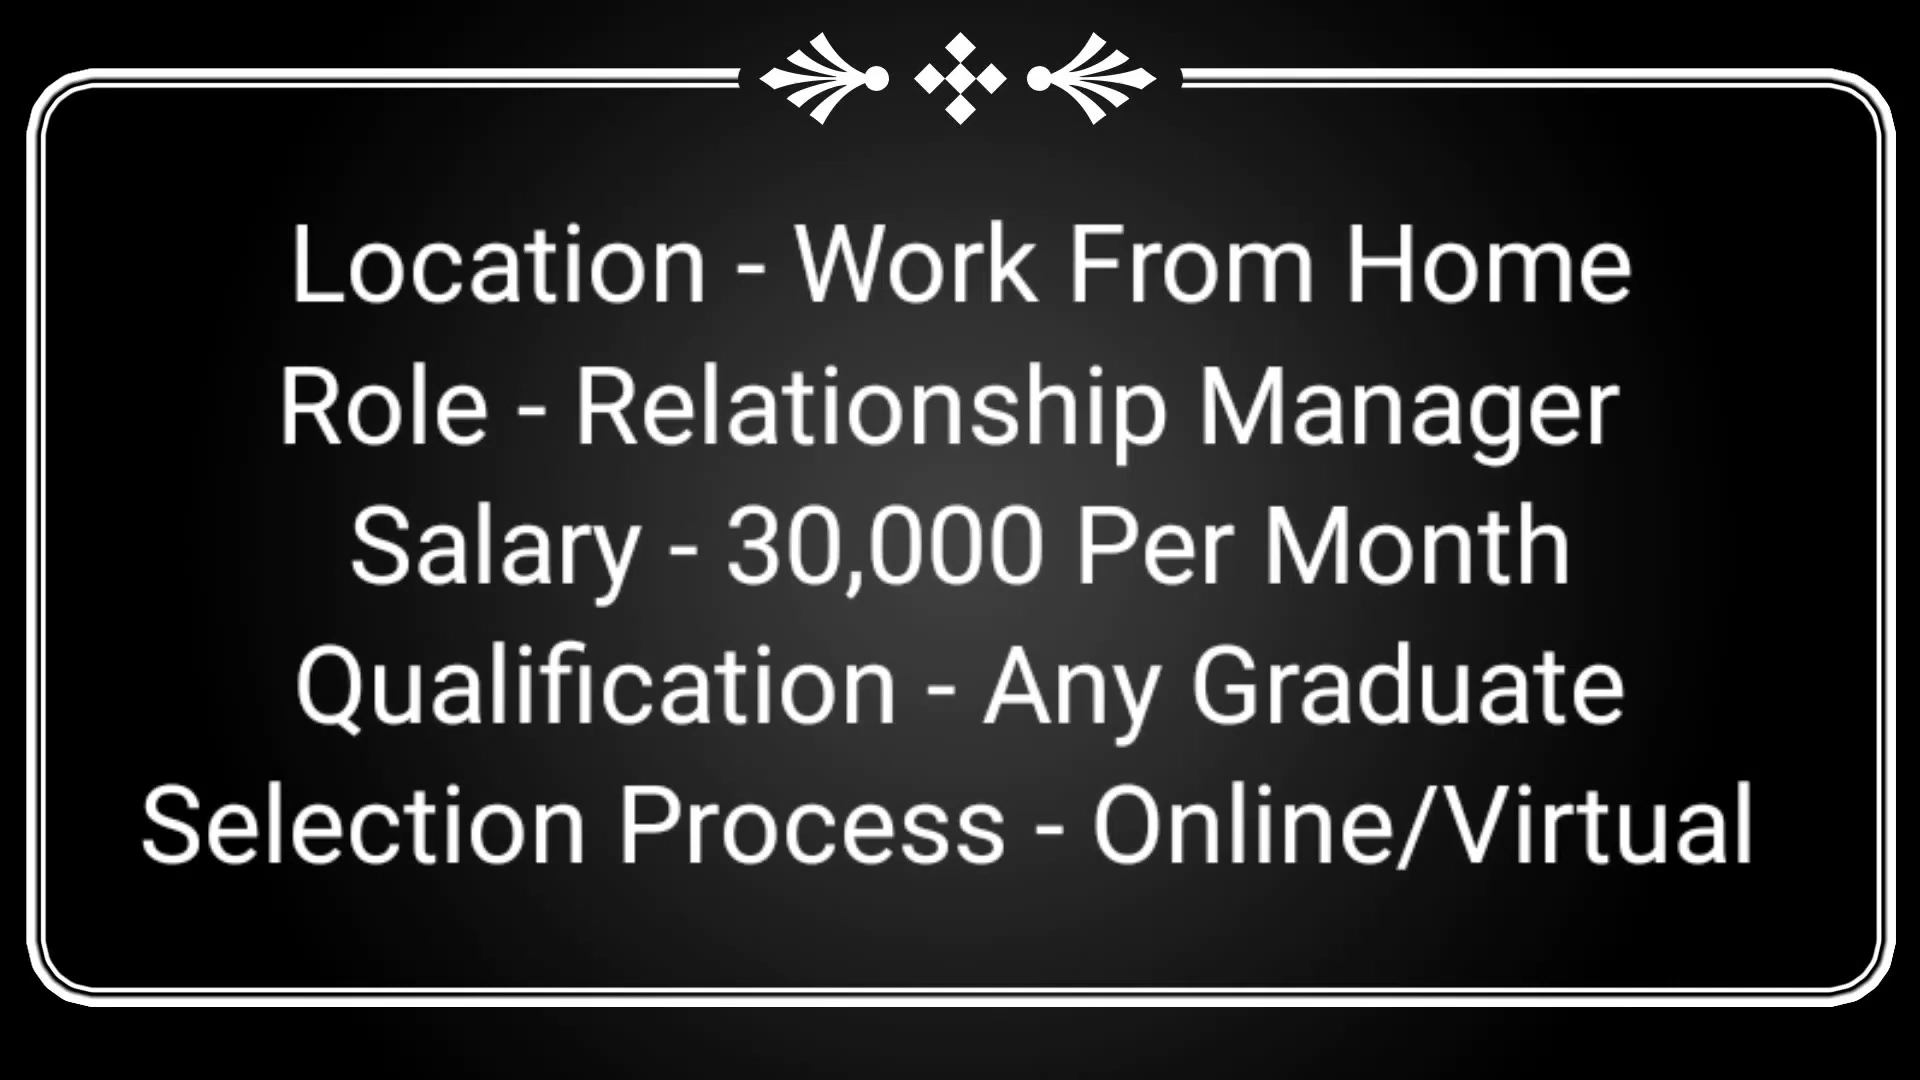 Location - Work From Home
Role - Relationship Manager
Salary - 30,000 Per Month
Qualification - Any Graduate
Selection Process - Online/Virtual